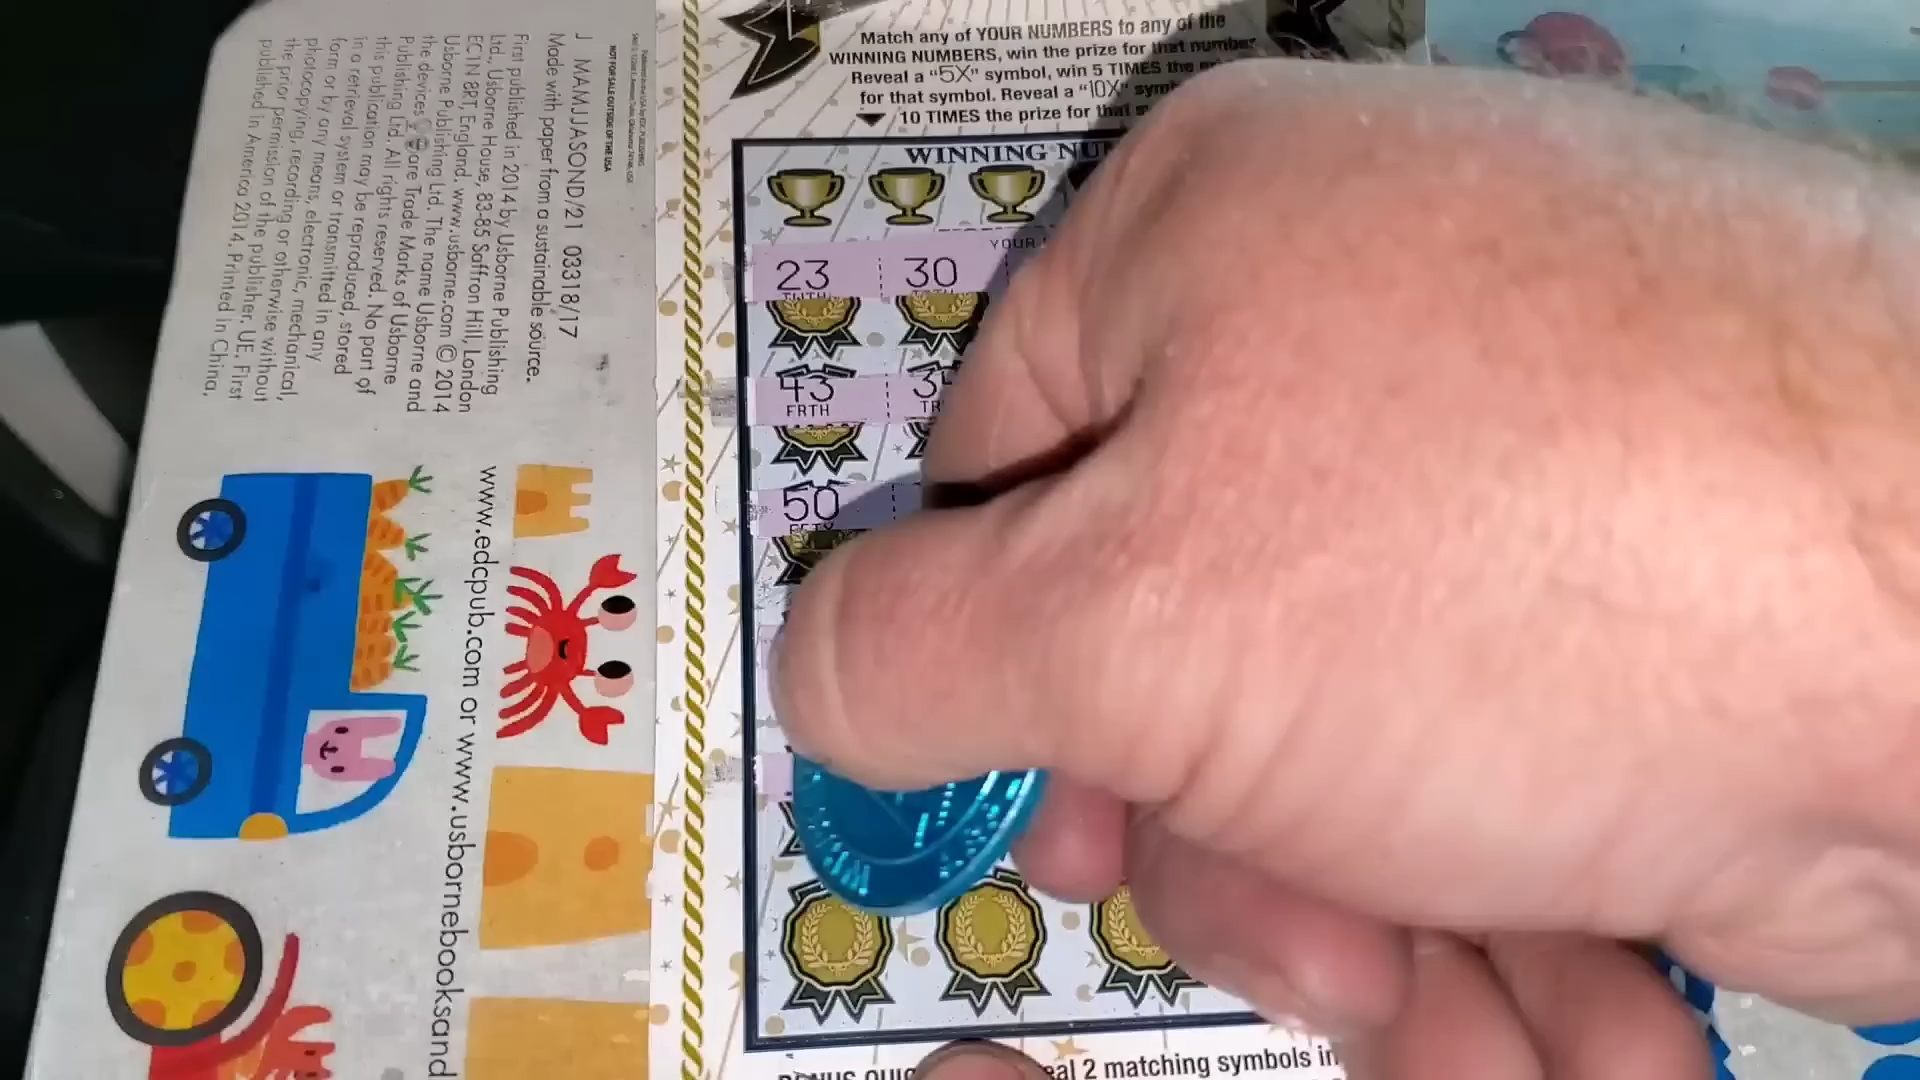 Match any of YOUR NUMBERS to any of the
WINNING NUMBERS, win the prize for that number
Reveal a "5X" symbol, win 5 TIMES the
for that symbol. Reveal a "10X"
10 TIMES the prize for that
WINNING
YOUR
23 30
43
FRTH
50
2 matching symbols in
J MAMJJASOND/21 03318/17
Made with paper from a sustainable source.
NOT FOR SALE OUTSIDE OF THE USA
First published in 2014 by Usborne Publishing
Ltd., Usborne House, 83-85 Saffron Hill, London
EC1N 8RT, England. www.usborne.com © 2014
Usborne Publishing Ltd. The name Usborne and
the devices are Trade Marks of Usborne
Publishing Ltd. All rights reserved. No part of
this publication may be reproduced, stored
in a retrieval system or transmitted in any
form or by any means, electronic, mechanical,
photocopying, recording or otherwise without
the prior permission of the publisher. UE. First
published in America 2014. Printed in China.
www.edcpub.com or www.usbornebooksand